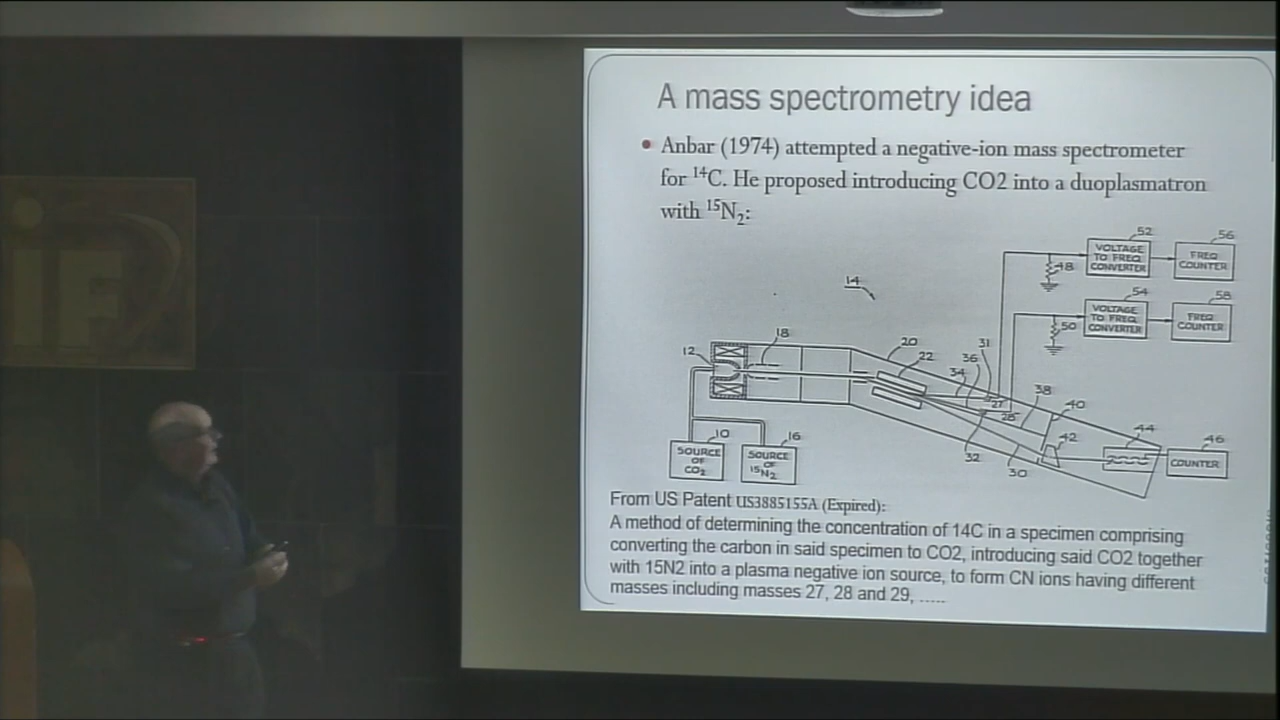 A mass spectrometry idea
• Anbar (1974) attempted a negative-ion mass spectrometer
for ¹⁴C. He proposed introducing CO2 into a duoplasmatron
with ¹⁵N₂:
52
56
VOLTAGE
TO FREQ.
CONVERTER
FREQ
COUNTER
48
14
54
58
VOLTAGE
TO FREQ
CONVERTER
FREQ
COUNTER
50
12
18
20
22
31
36
34
27
28
38
40
42
44
46
COUNTER
32
30
10
16
SOURCE
OF
CO₂
SOURCE
OF
¹⁵N₂
From US Patent US3885155A (Expired):
A method of determining the concentration of 14C in a specimen comprising
converting the carbon in said specimen to CO2, introducing said CO2 together
with 15N2 into a plasma negative ion source, to form CN ions having different
masses including masses 27, 28 and 29, .....
iF